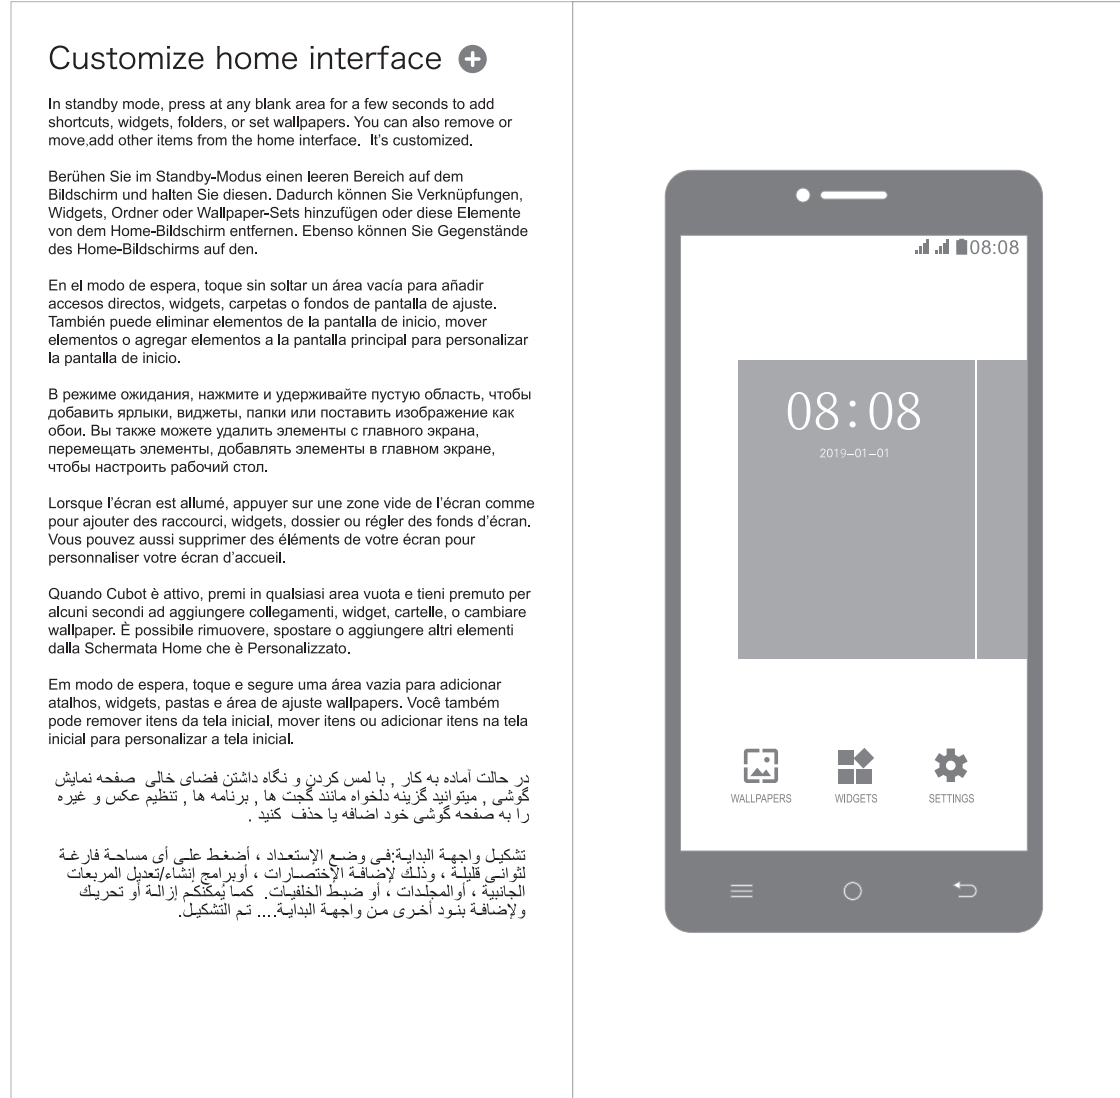 Customize home interface
In standby mode, press at any blank area for a few seconds to add
shortcuts, widgets, folders, or set wallpapers. You can also remove or
move,add other items from the home interface. It's customized.
Berühen Sie im Standby-Modus einen leeren Bereich auf dem
Bildschirm und halten Sie diesen. Dadurch können Sie Verknüpfungen,
Widgets, Ordner oder Wallpaper-Sets hinzufügen oder diese Elemente
von dem Home-Bildschirm entfernen. Ebenso können Sie Gegenstände
des Home-Bildschirms auf den.
En el modo de espera, toque sin soltar un área vacía para añadir
accesos directos, widgets, carpetas o fondos de pantalla de ajuste.
También puede eliminar elementos de la pantalla de inicio, mover
elementos o agregar elementos a la pantalla principal para personalizar
la pantalla de inicio.
В режиме ожидания, нажмите и удерживайте пустую область, чтобы
добавить ярлыки, виджеты, папки или поставить изображение как
обои. Вы также можете удалить элементы с главного экрана,
перемещать элементы, добавлять элементы в главном экране,
чтобы настроить рабочий стол.
Lorsque l'écran est allumé, appuyer sur une zone vide de l'écran comme
pour ajouter des raccourci, widgets, dossier ou régler des fonds d'écran.
Vous pouvez aussi supprimer des éléments de votre écran pour
personnaliser votre écran d'accueil.
Quando Cubot è attivo, premi in qualsiasi area vuota e tieni premuto per
alcuni secondi ad aggiungere collegamenti, widget, cartelle, o cambiare
wallpaper. È possibile rimuovere, spostare o aggiungere altri elementi
dalla Schermata Home che è Personalizzato.
Em modo de espera, toque e segure uma área vazia para adicionar
atalhos, widgets, pastas e área de ajuste wallpapers. Você também
pode remover itens da tela inicial, mover itens ou adicionar itens na tela
inicial para personalizar a tela inicial.
در حالت آماده به کار , با لمس کردن و نگاه داشتن فضای خالی صفحه نمایش
گوشی , میتوانید گزینه دلخواه مانند گجت ها , برنامه ها , تنظیم عکس و غیره
را به صفحه گوشی خود اضافه یا حذف کنید .
تشكيل واجهة البداية:فى وضع الإستعداد ، أضغط على أى مساحة فارغة
لثوانى قليلة ، وذلك لإضافة الإختصارات ، أوبرامج إنشاء/تعديل المربعات
الجانبية ، أوالمجلدات ، أو ضبط الخلفيات. كما يُمكنكم إزالة أو تحريك
ولإضافة بنود أخرى من واجهة البداية.... تم التشكيل.
08:08
08:08
2019-01-01
WALLPAPERS WIDGETS SETTINGS